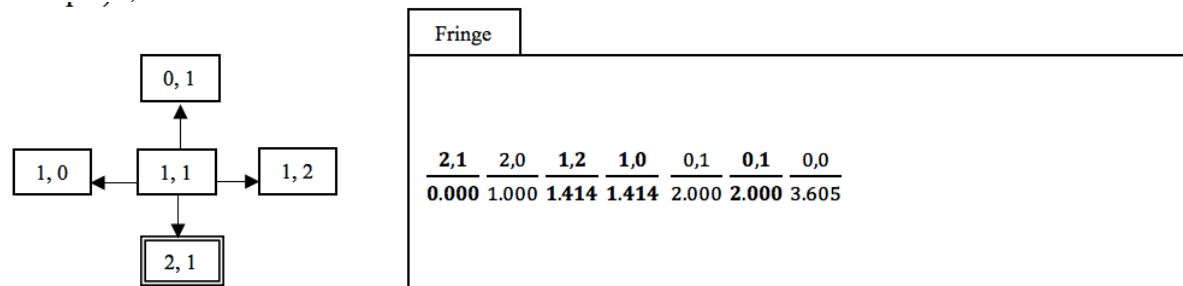 Fringe
0, 1
1, 0 1, 1 1, 2
2, 1
2,1 2,0 1,2 1,0 0,1 0,1 0,0
0.000 1.000 1.414 1.414 2.000 2.000 3.605